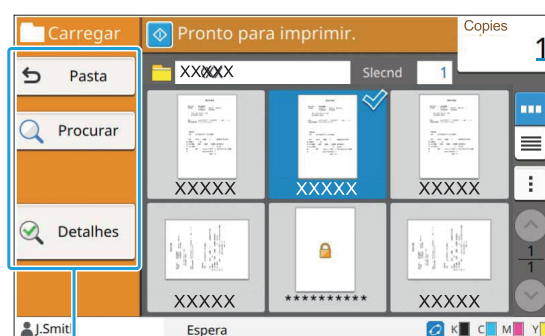 Carregar
Pronto para imprimir.
Copies
1
Pasta
XXXXX
Slecnd
1
Procurar
XXXXX
XXXXX
XXXXX
Detalhes
1
1
XXXXX
**********
XXXXX
J.Smit
Espera
K C M Y